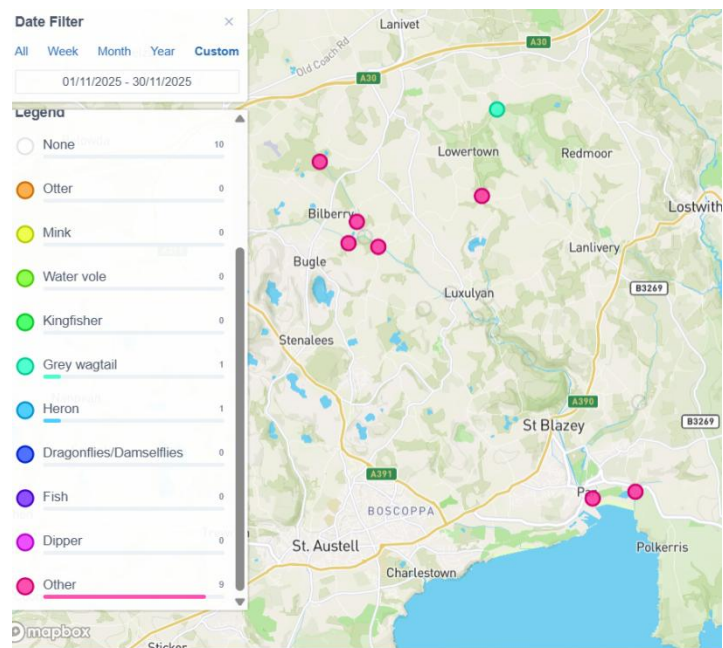 Date Filter ×
All Week Month Year Custom
01/11/2025 - 30/11/2025
Legend
None 10
Otter 0
Mink 0
Water vole 0
Kingfisher 0
Grey wagtail 1
Heron 1
Dragonflies/Damselflies 0
Fish 0
Dipper 0
Other 9
mapbox
Lanivet
Old Coach Rd
A30
A30
Lowertown
Redmoor
Bilberry
Lostwith
Bugle
Lanlivery
B3269
Luxulyan
Stenalees
A390
St Blazey
B3269
A391
Par
BOSCOPPA
St. Austell
Polkerris
Charlestown
Sticker